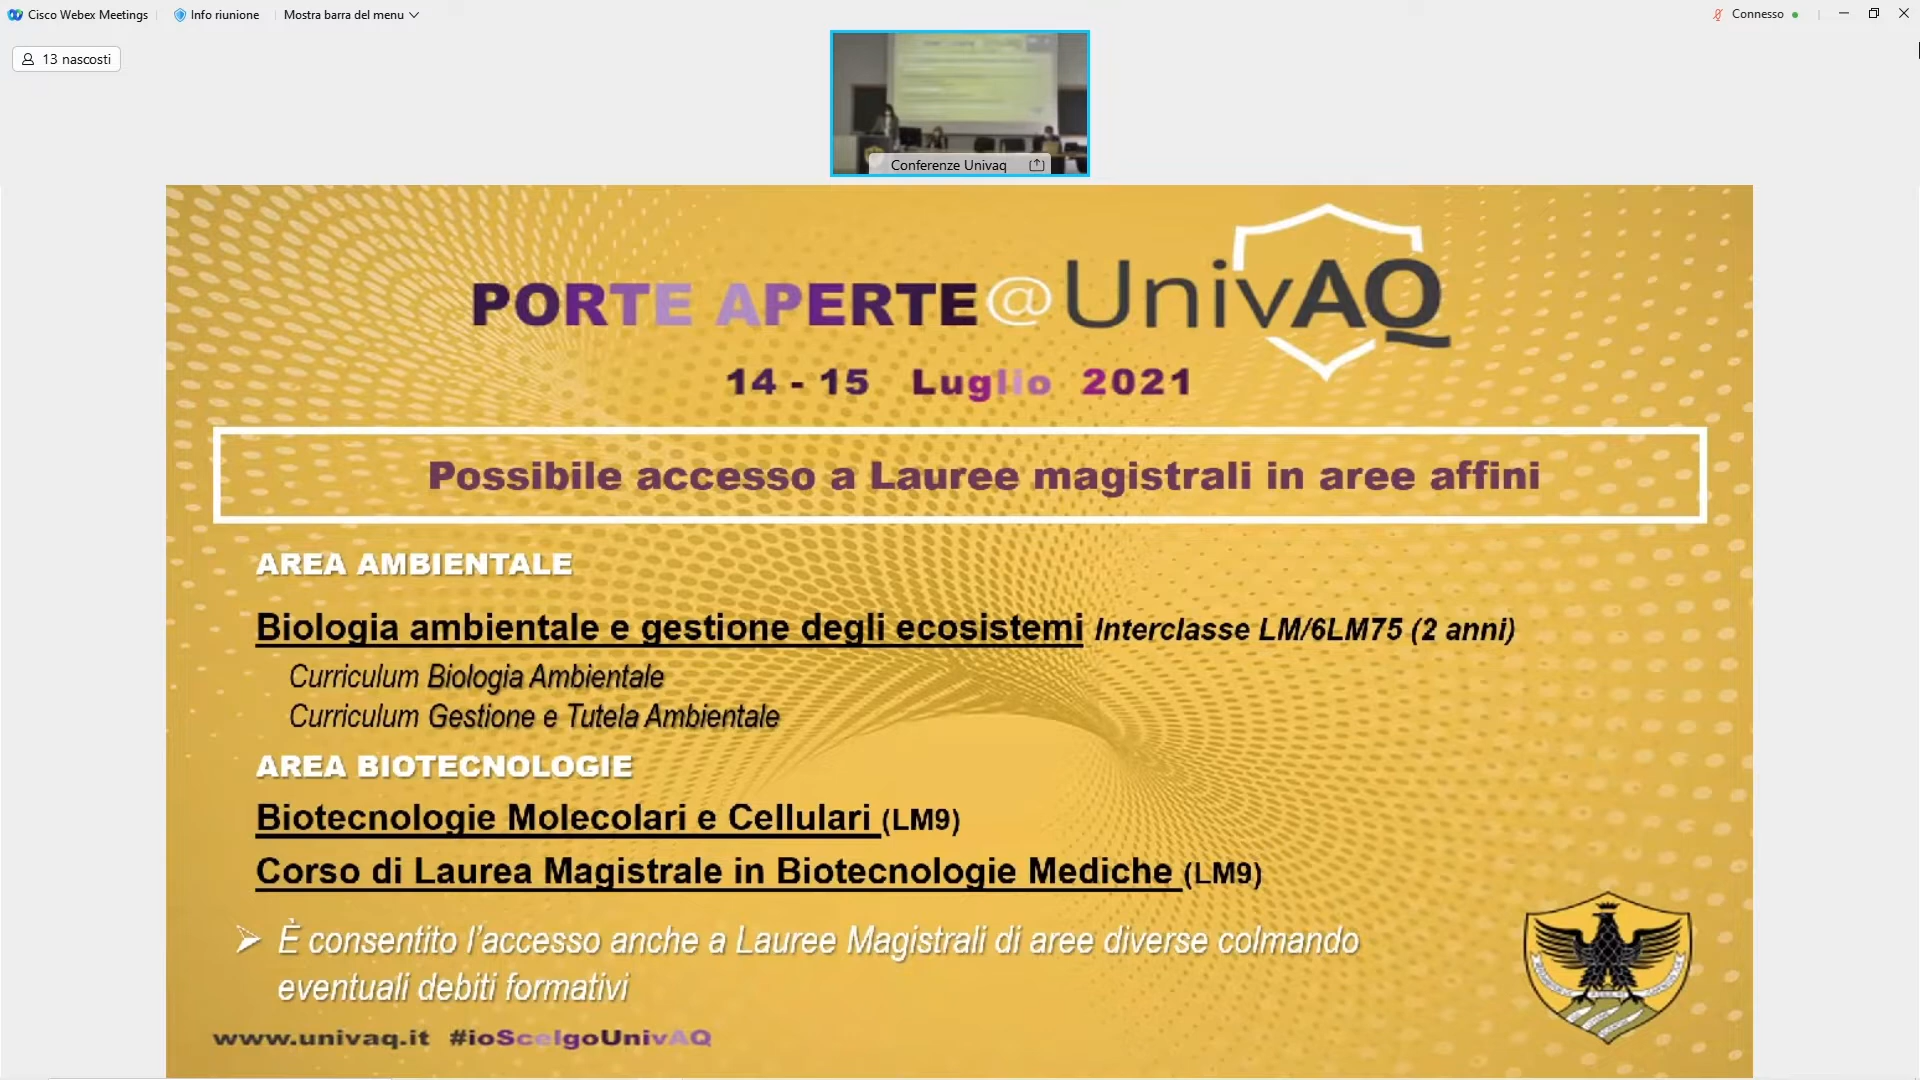 Cisco Webex Meetings Info riunione Mostra barra del menu Connesso
13 nascosti
Conferenze Univaq
PORTE APERTE@UnivAQ
14 - 15 Luglio 2021
Possibile accesso a Lauree magistrali in aree affini
AREA AMBIENTALE
Biologia ambientale e gestione degli ecosistemi Interclasse LM/6LM75 (2 anni)
Curriculum Biologia Ambientale
Curriculum Gestione e Tutela Ambientale
AREA BIOTECNOLOGIE
Biotecnologie Molecolari e Cellulari (LM9)
Corso di Laurea Magistrale in Biotecnologie Mediche (LM9)
È consentito l'accesso anche a Lauree Magistrali di aree diverse colmando
eventuali debiti formativi
www.univaq.it #ioScelgoUnivAQ